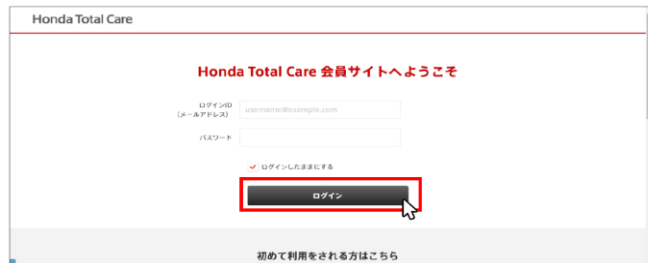 Honda Total Care
Honda Total Care 会員サイトへようこそ
ログインID
(メールアドレス)
username@example.com
パスワード
ログインしたままにする
ログイン
初めて利用をされる方はこちら